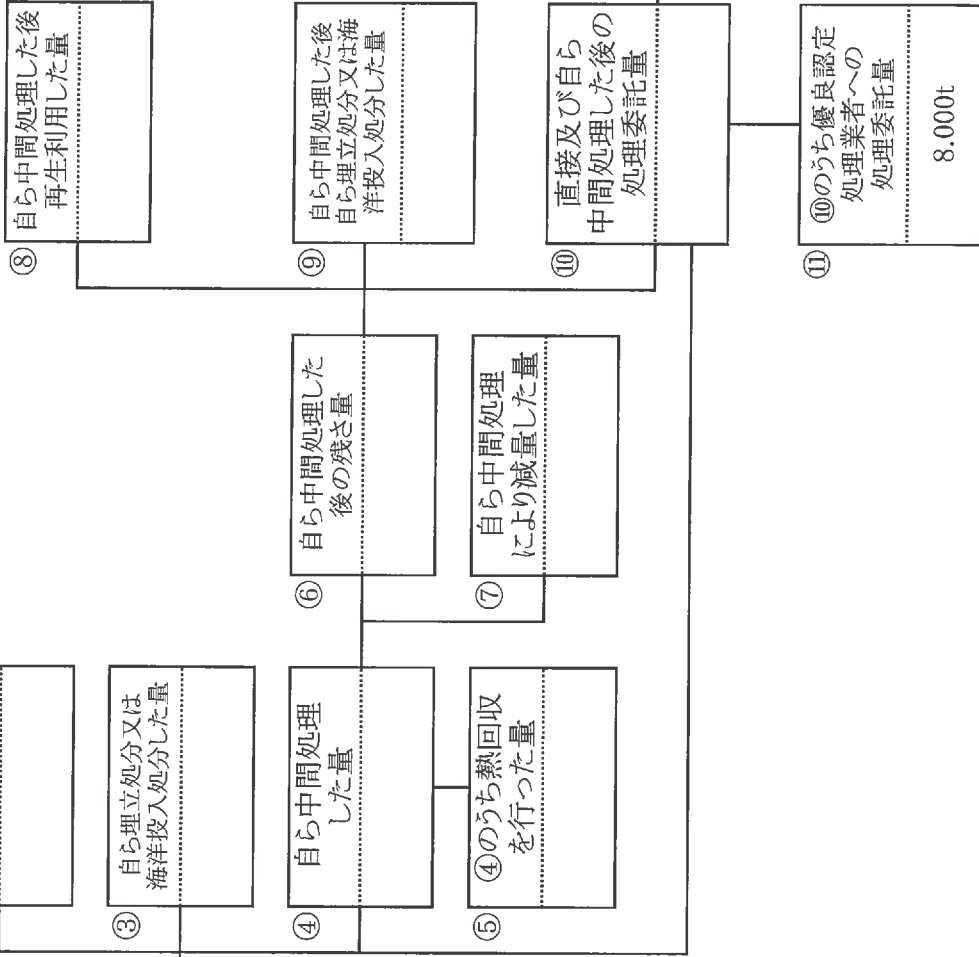 ③
自ら埋立処分又は
海洋投入処分した量
④
自ら中間処理
した量
⑤
④のうち熱回収
を行った量
⑥
自ら中間処理した
後の残さ量
⑦
自ら中間処理
により減量した量
⑧
自ら中間処理した後
再生利用した量
⑨
自ら中間処理した後
自ら埋立処分又は海
洋投入処分した量
⑩
直接及び自ら
中間処理した後の
処理委託量
⑪
⑩のうち優良認定
処理業者への
処理委託量
8.000t